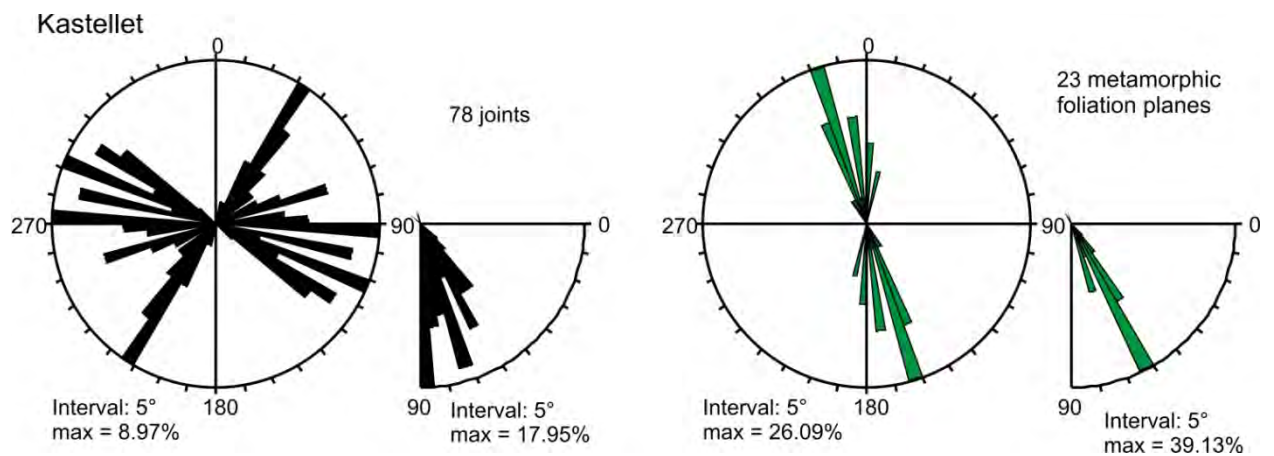 Kastellet
0
78 joints
270
90
0
Interval: 5°
max = 8.97%
180
90
Interval: 5°
max = 17.95%
0
23 metamorphic
foliation planes
270
90
0
Interval: 5°
max = 26.09%
180
90
Interval: 5°
max = 39.13%